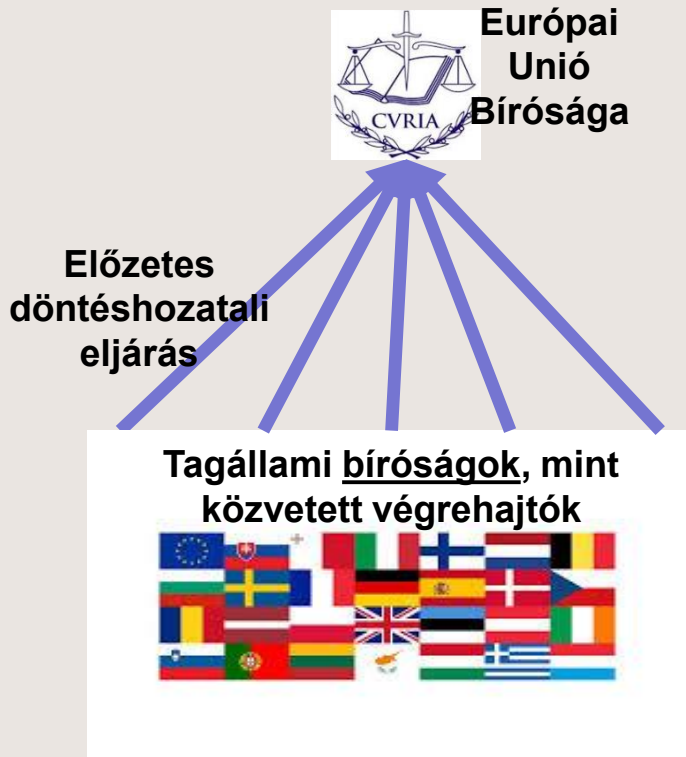 Európai
Unió
Bírósága
CVRIA
Előzetes
döntéshozatali
eljárás
Tagállami bíróságok, mint
közvetett végrehajtók